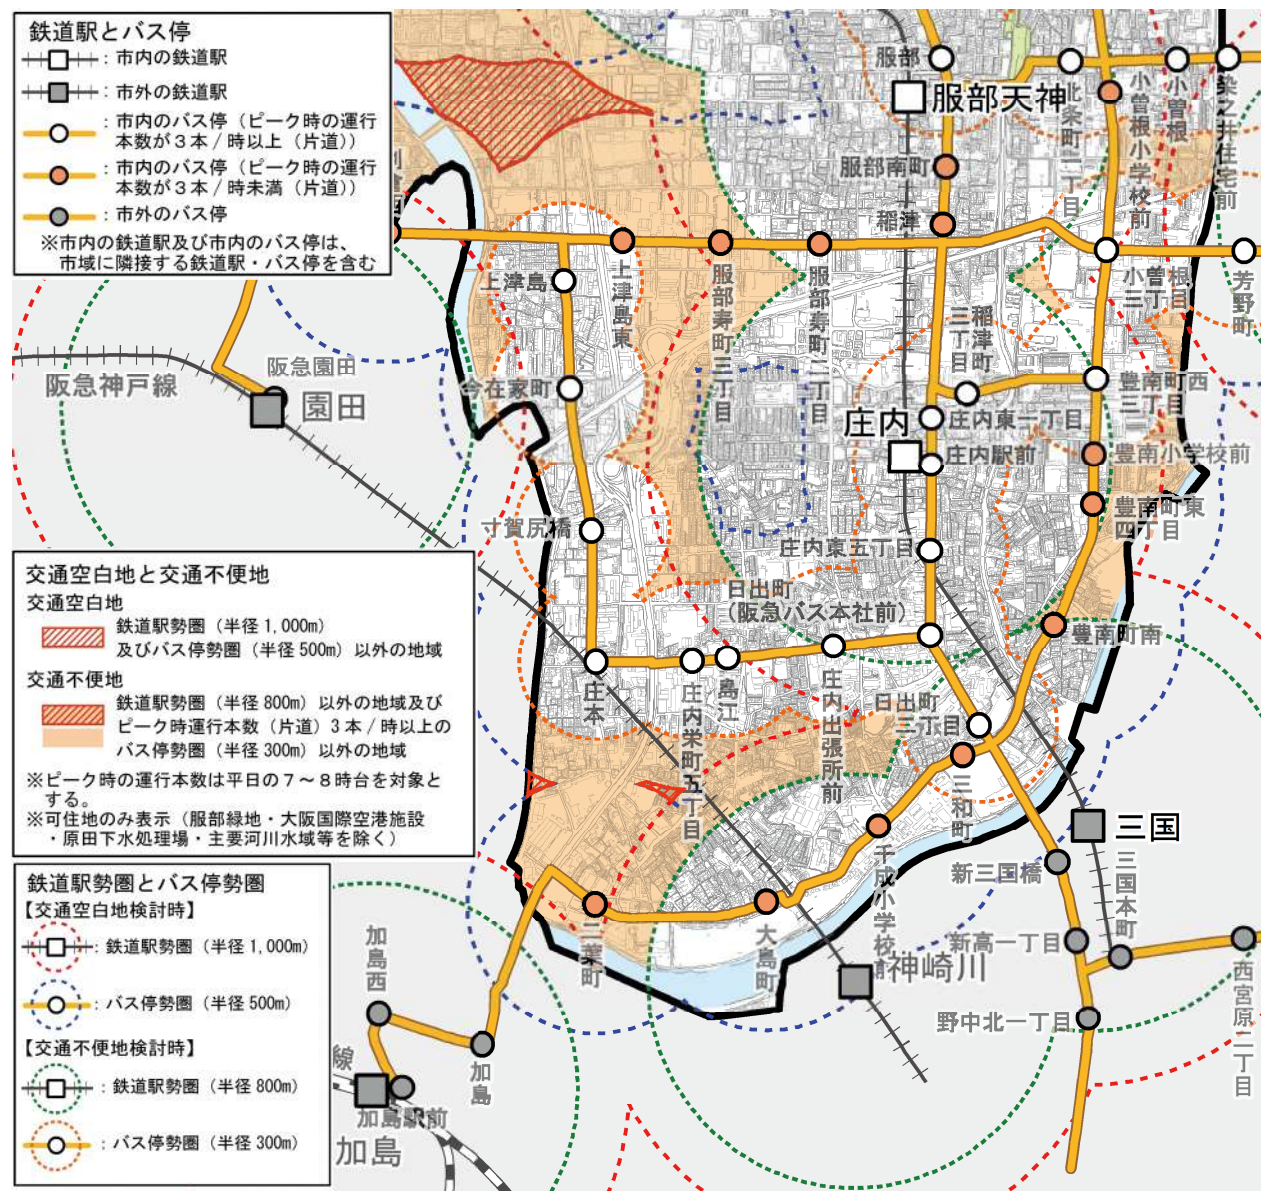 鉄道駅とバス停
：市内の鉄道駅
：市外の鉄道駅
：市内のバス停（ピーク時の運行
本数が３本／時以上（片道））
：市内のバス停（ピーク時の運行
本数が３本／時未満（片道））
：市外のバス停
※市内の鉄道駅及び市内のバス停は、
市域に隣接する鉄道駅・バス停を含む
服部
服部天神
北条町二丁目
小曽根小学校前
小曽根
染之井住宅前
服部南町
稲津
上津島
上津島東
服部寿町三丁目
服部寿町二丁目
小曽根
三丁目
芳野町
稲津町
三丁目
阪急神戸線
阪急園田
園田
今在家町
豊南町西
三丁目
庄内
庄内東一丁目
庄内駅前
豊南小学校前
豊南町東
四丁目
寸賀尻橋
庄内東五丁目
日出町
（阪急バス本社前）
豊南町南
庄本
庄内栄町五丁目
島江
庄内出張所前
日出町
二丁目
三和町
千成小学校前
三国
三国本町
新三国橋
新高一丁目
野中北一丁目
西宮原二丁目
神崎川
大島町
二葉町
加島西
加島
線
加島駅前
加島
交通空白地と交通不便地
交通空白地
鉄道駅勢圏（半径1,000m）
及びバス停勢圏（半径500m）以外の地域
交通不便地
鉄道駅勢圏（半径800m）以外の地域及び
ピーク時運行本数（片道）３本／時以上の
バス停勢圏（半径300m）以外の地域
※ピーク時の運行本数は平日の７～８時台を対象と
する。
※可住地のみ表示（服部緑地・大阪国際空港施設
・原田下水処理場・主要河川水域等を除く）
鉄道駅勢圏とバス停勢圏
【交通空白地検討時】
：鉄道駅勢圏（半径1,000m）
：バス停勢圏（半径500m）
【交通不便地検討時】
：鉄道駅勢圏（半径800m）
：バス停勢圏（半径300m）